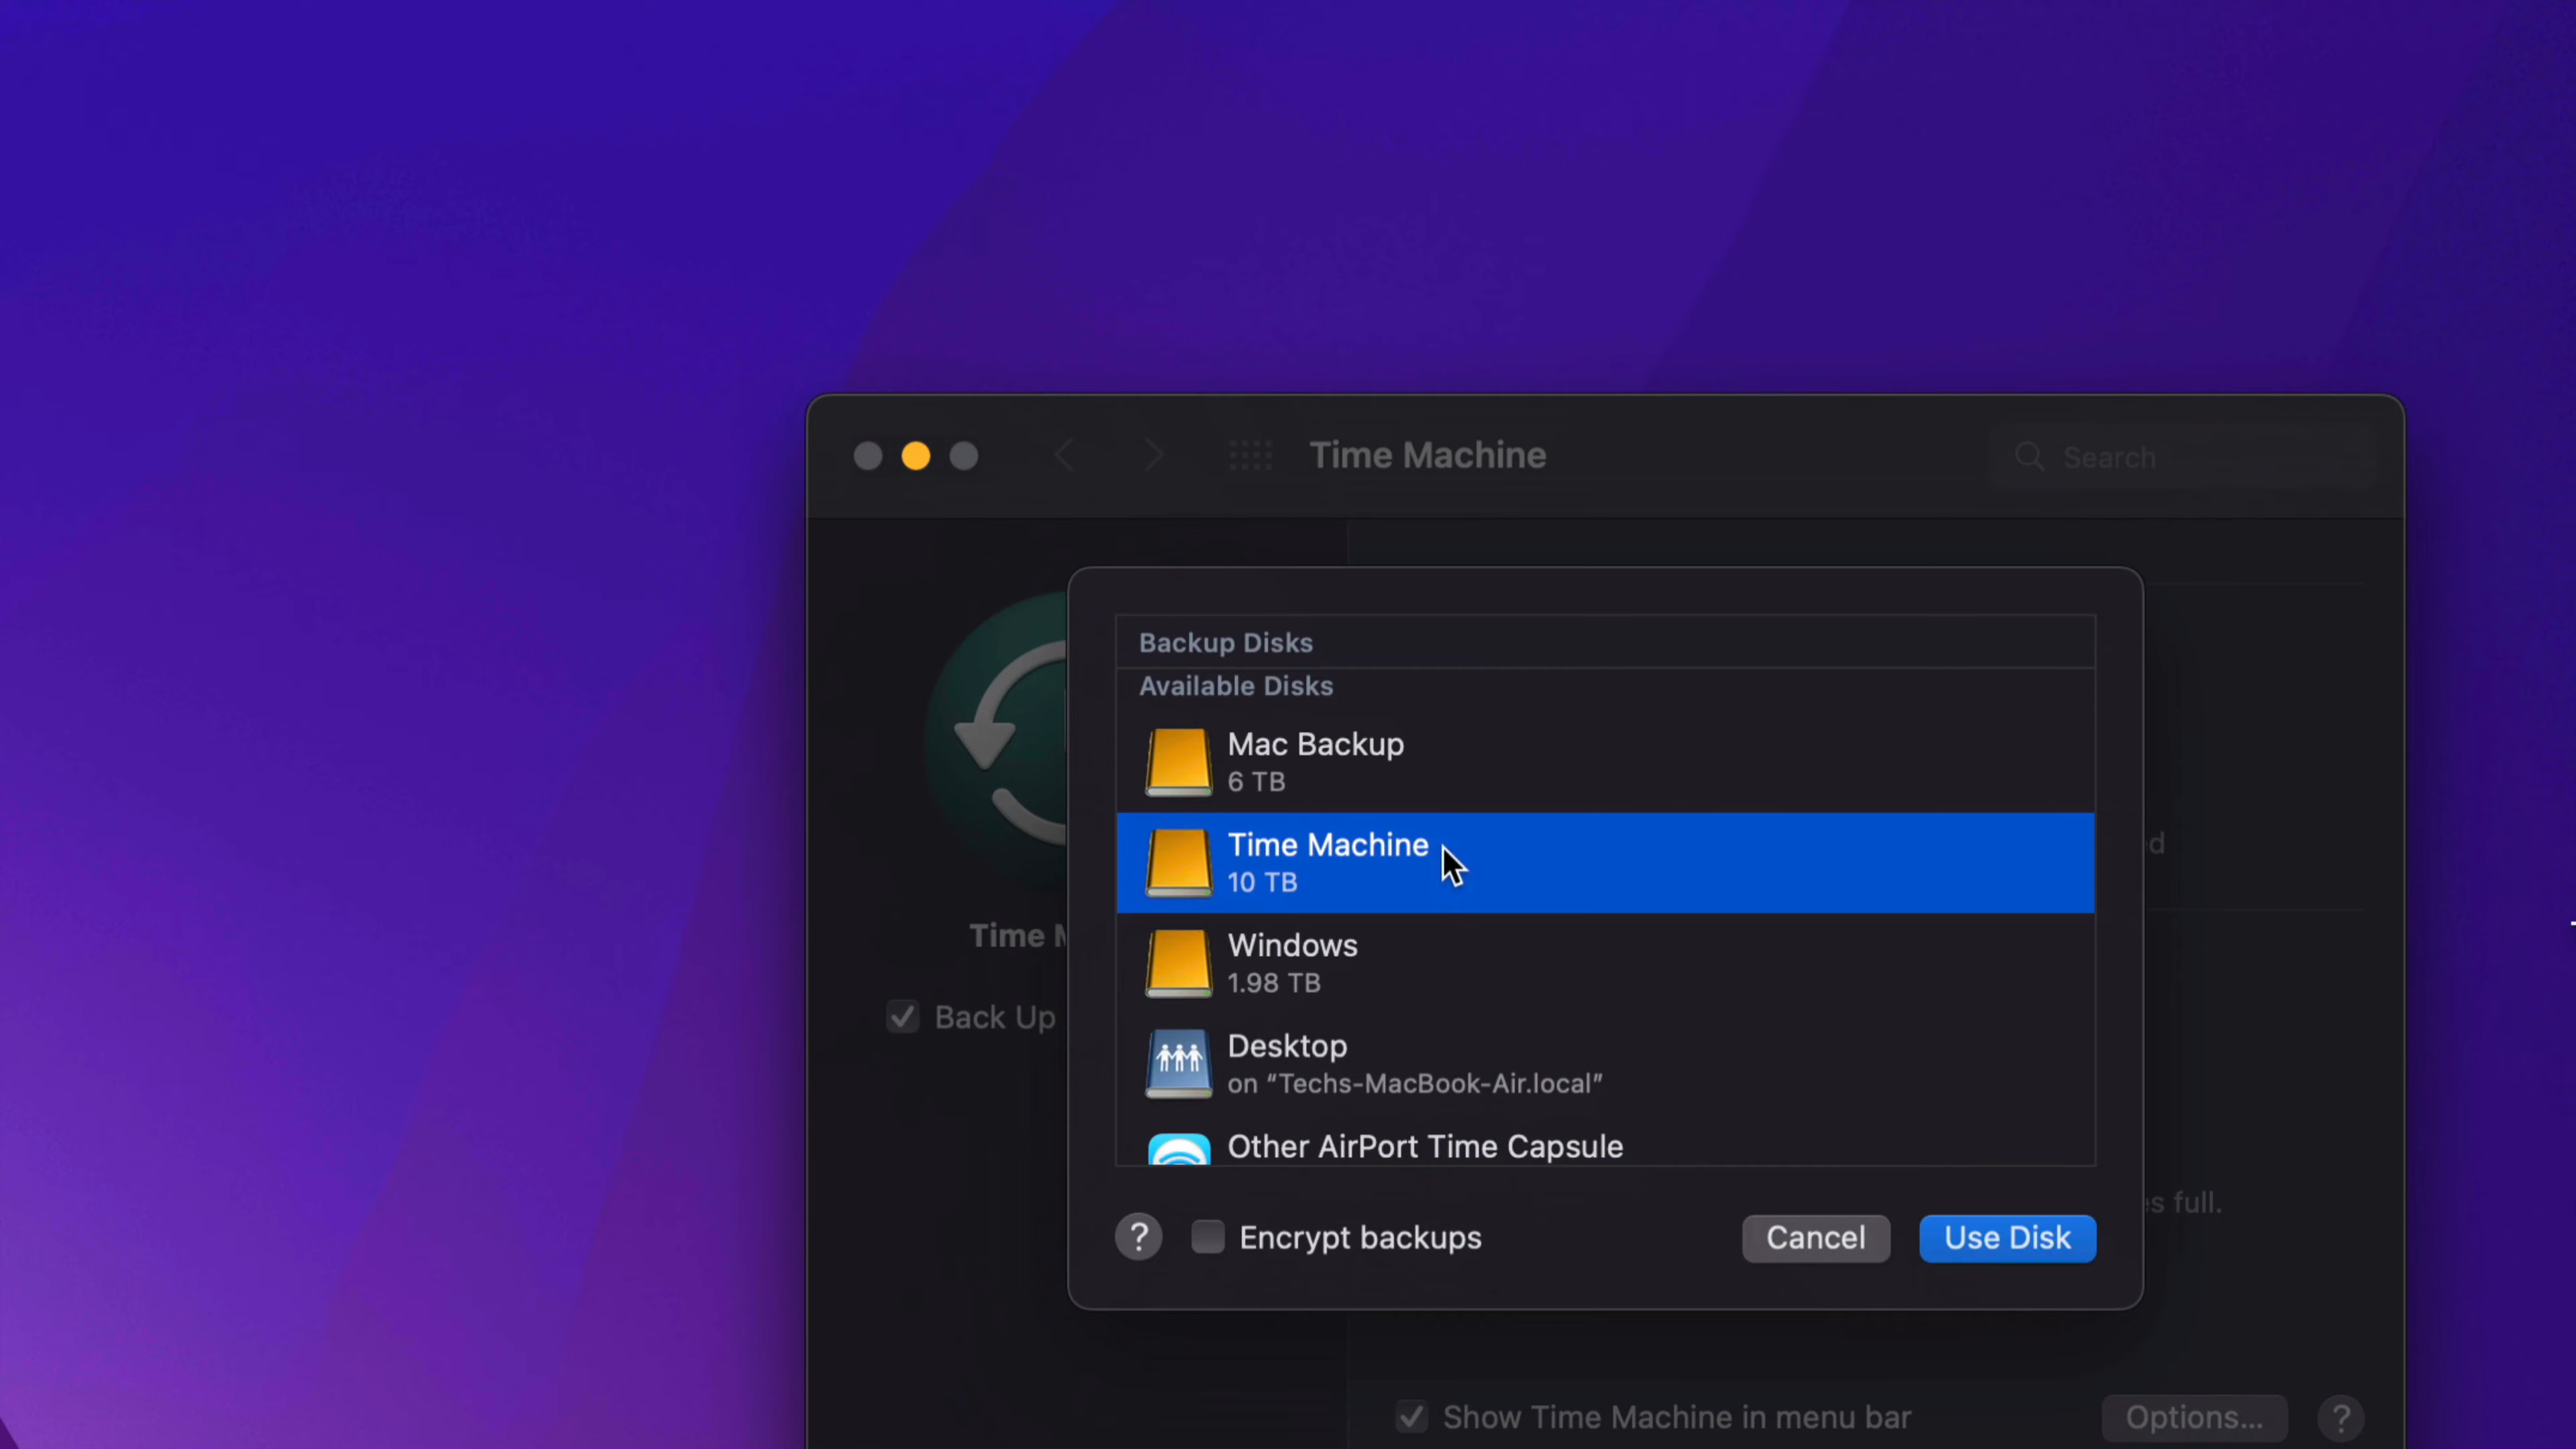 Time Machine
Search
Backup Disks
Available Disks
Mac Backup
6 TB
Time Machine
10 TB
Windows
1.98 TB
Desktop
on “Techs-MacBook-Air.local”
Other AirPort Time Capsule
? Encrypt backups
Cancel
Use Disk
Time
Back Up
s full.
Show Time Machine in menu bar
Options...
?